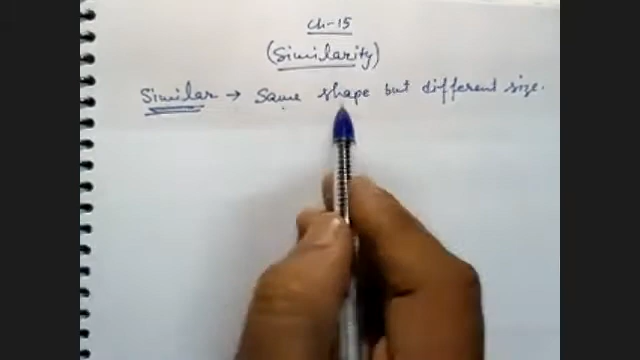 Ch-15
(Similarity)
Similar → Same shape but different size.